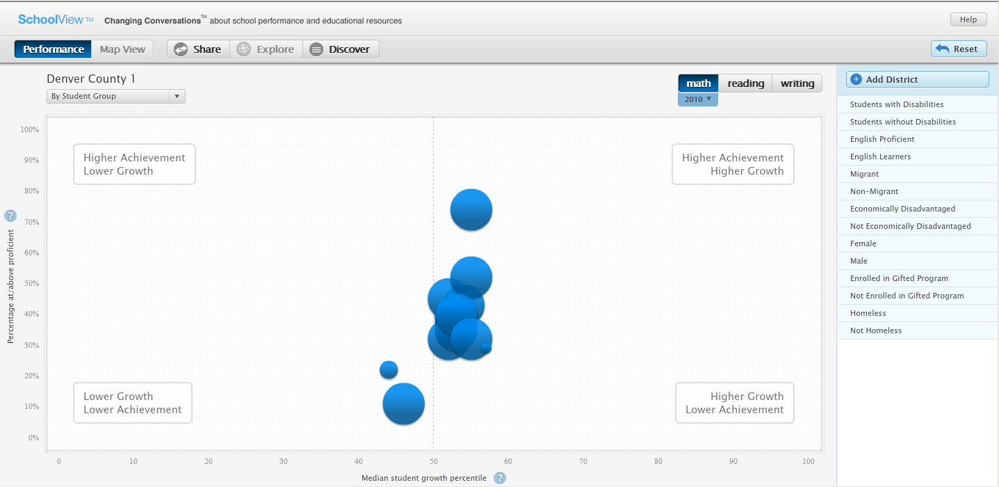 SchoolView TM Changing Conversations TM about school performance and educational resources
Help
Performance Map View Share Explore Discover Reset
Denver County 1
By Student Group
math reading writing
2010
Add District
Students with Disabilities
Students without Disabilities
English Proficient
English Learners
Migrant
Non-Migrant
Economically Disadvantaged
Not Economically Disadvantaged
Female
Male
Enrolled in Gifted Program
Not Enrolled in Gifted Program
Homeless
Not Homeless
Percentage at/above proficient
?
100%
90%
80%
70%
60%
50%
40%
30%
20%
10%
0%
Higher Achievement
Lower Growth
Higher Achievement
Higher Growth
Lower Growth
Lower Achievement
Higher Growth
Lower Achievement
0 10 20 30 40 50 60 70 80 90 100
Median student growth percentile ?